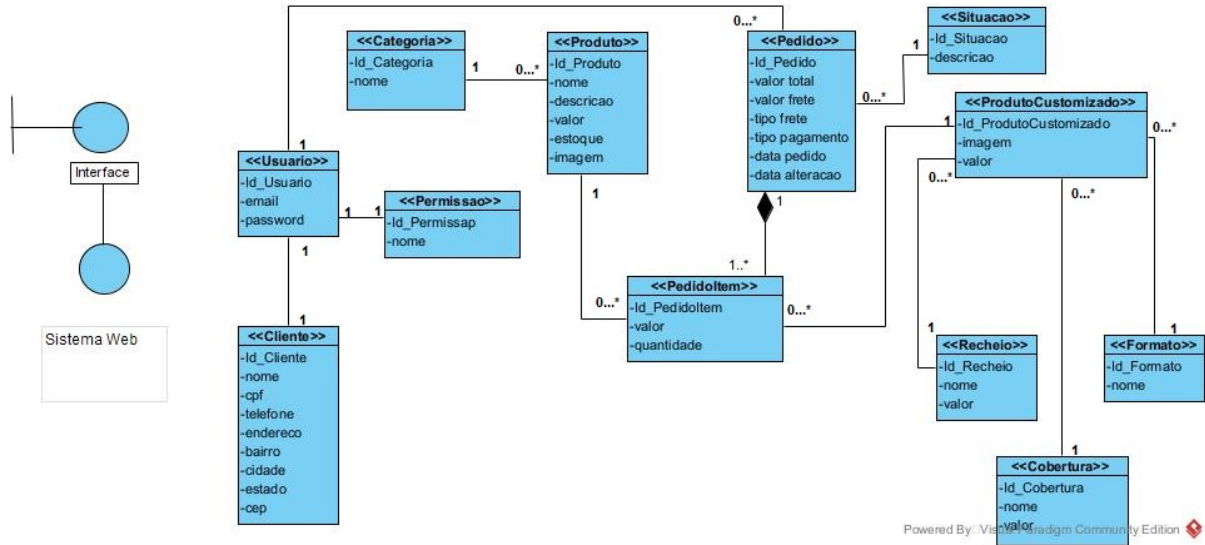 Interface
Sistema Web
<<Categoria>>
-Id_Categoria
-nome
1
0...*
<<Produto>>
-Id_Produto
-nome
-descricao
-valor
-estoque
-imagem
1
0...*
0...*
<<Pedido>>
-Id_Pedido
-valor total
-valor frete
-tipo frete
-tipo pagamento
-data pedido
-data alteracao
1
1..*
0...*
1
<<Situacao>>
-Id_Situacao
-descricao
<<ProdutoCustomizado>>
-Id_ProdutoCustomizado
-imagem
-valor
1
0...*
0...*
0...*
1
<<Usuario>>
-Id_Usuario
-email
-password
1
1
<<Permissao>>
-Id_Permissap
-nome
1
1
<<Cliente>>
-Id_Cliente
-nome
-cpf
-telefone
-endereco
-bairro
-cidade
-estado
-cep
<<PedidoItem>>
-Id_PedidoItem
-valor
-quantidade
0...*
1
<<Recheio>>
-Id_Recheio
-nome
-valor
1
<<Formato>>
-Id_Formato
-nome
1
<<Cobertura>>
-Id_Cobertura
-nome
-valor
Powered By Visual Paradigm Community Edition